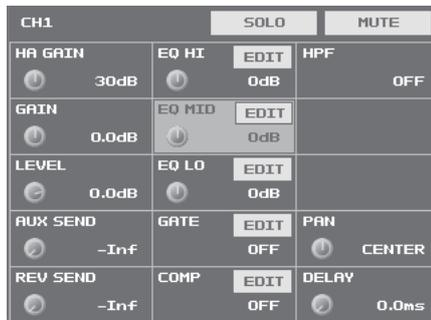 CH1 SOLO MUTE
HA GAIN EQ HI EDIT HPF
30dB 0dB OFF
GAIN EQ MID EDIT
0.0dB 0dB
LEVEL EQ LO EDIT
0.0dB 0dB
AUX SEND GATE EDIT PAN
-Inf OFF CENTER
REV SEND COMP EDIT DELAY
-Inf OFF 0.0ms